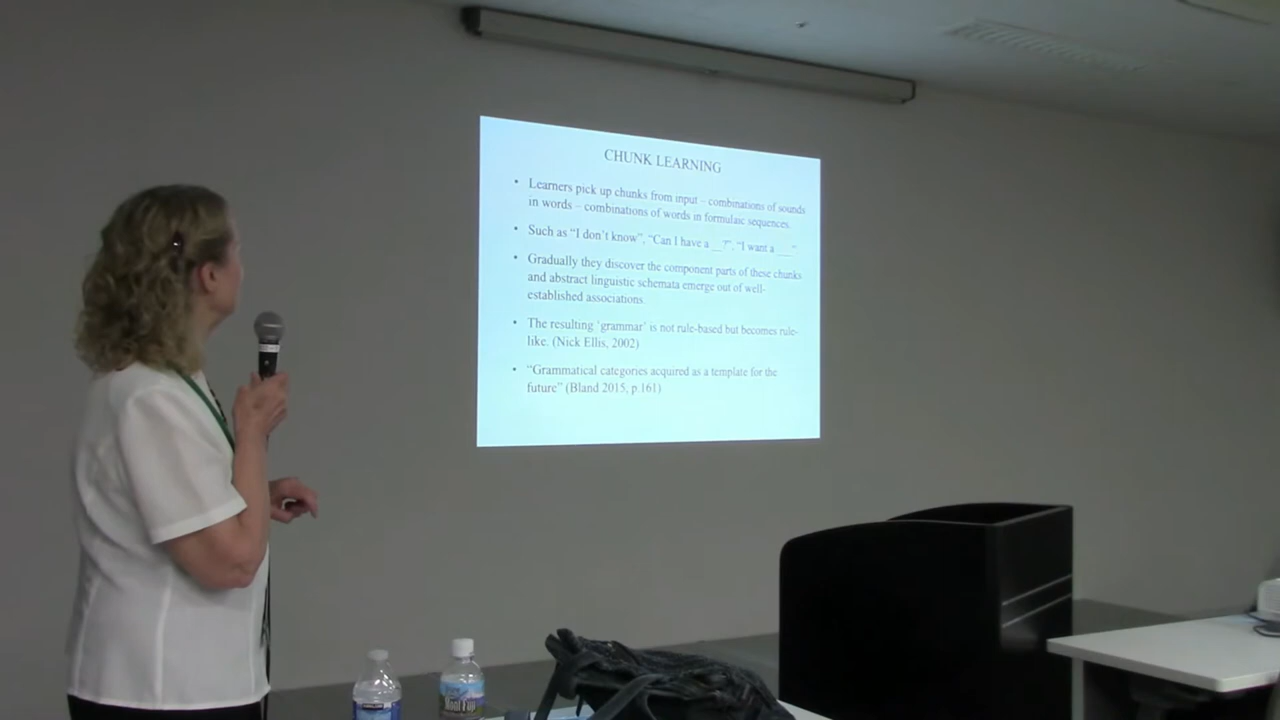 CHUNK LEARNING
• Learners pick up chunks from input – combinations of sounds
in words – combinations of words in formulaic sequences.
• Such as “I don’t know”, “Can I have a __?”. “I want a ___”
• Gradually they discover the component parts of these chunks
and abstract linguistic schemata emerge out of well-
established associations.
• The resulting ‘grammar’ is not rule-based but becomes rule-
like. (Nick Ellis, 2002)
• “Grammatical categories acquired as a template for the
future” (Bland 2015, p.161)